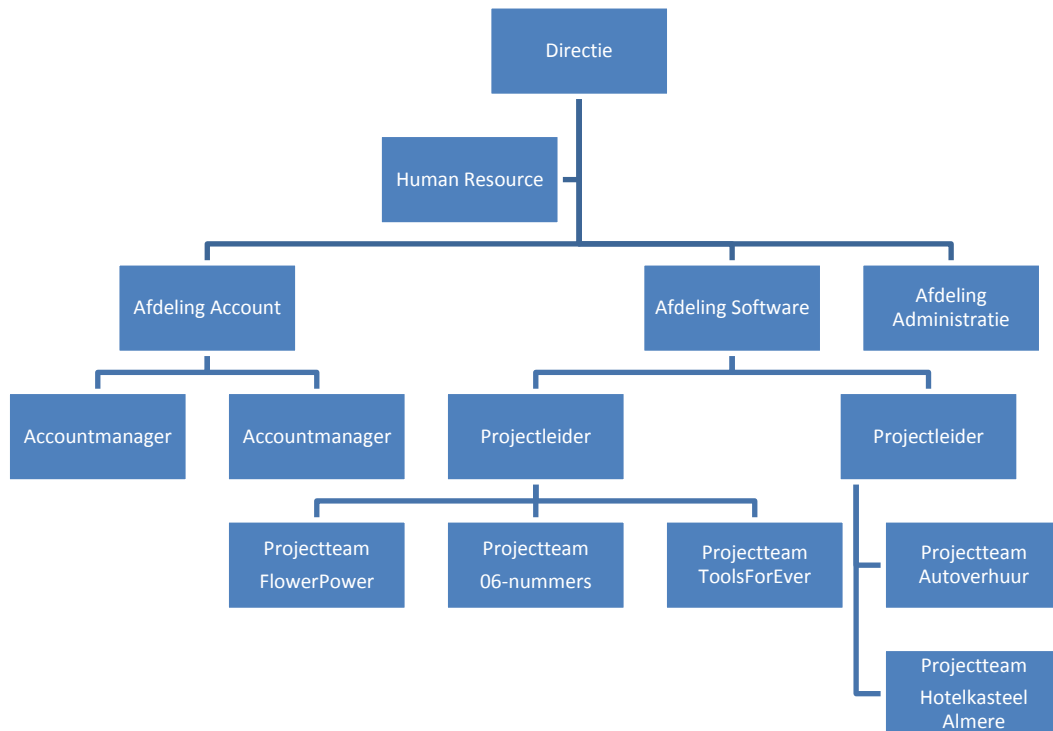 Directie
Human Resource
Afdeling Account
Afdeling Software
Afdeling
Administratie
Accountmanager
Accountmanager
Projectleider
Projectleider
Projectteam
FlowerPower
Projectteam
06-nummers
Projectteam
ToolsForEver
Projectteam
Autoverhuur
Projectteam
Hotelkasteel
Almere